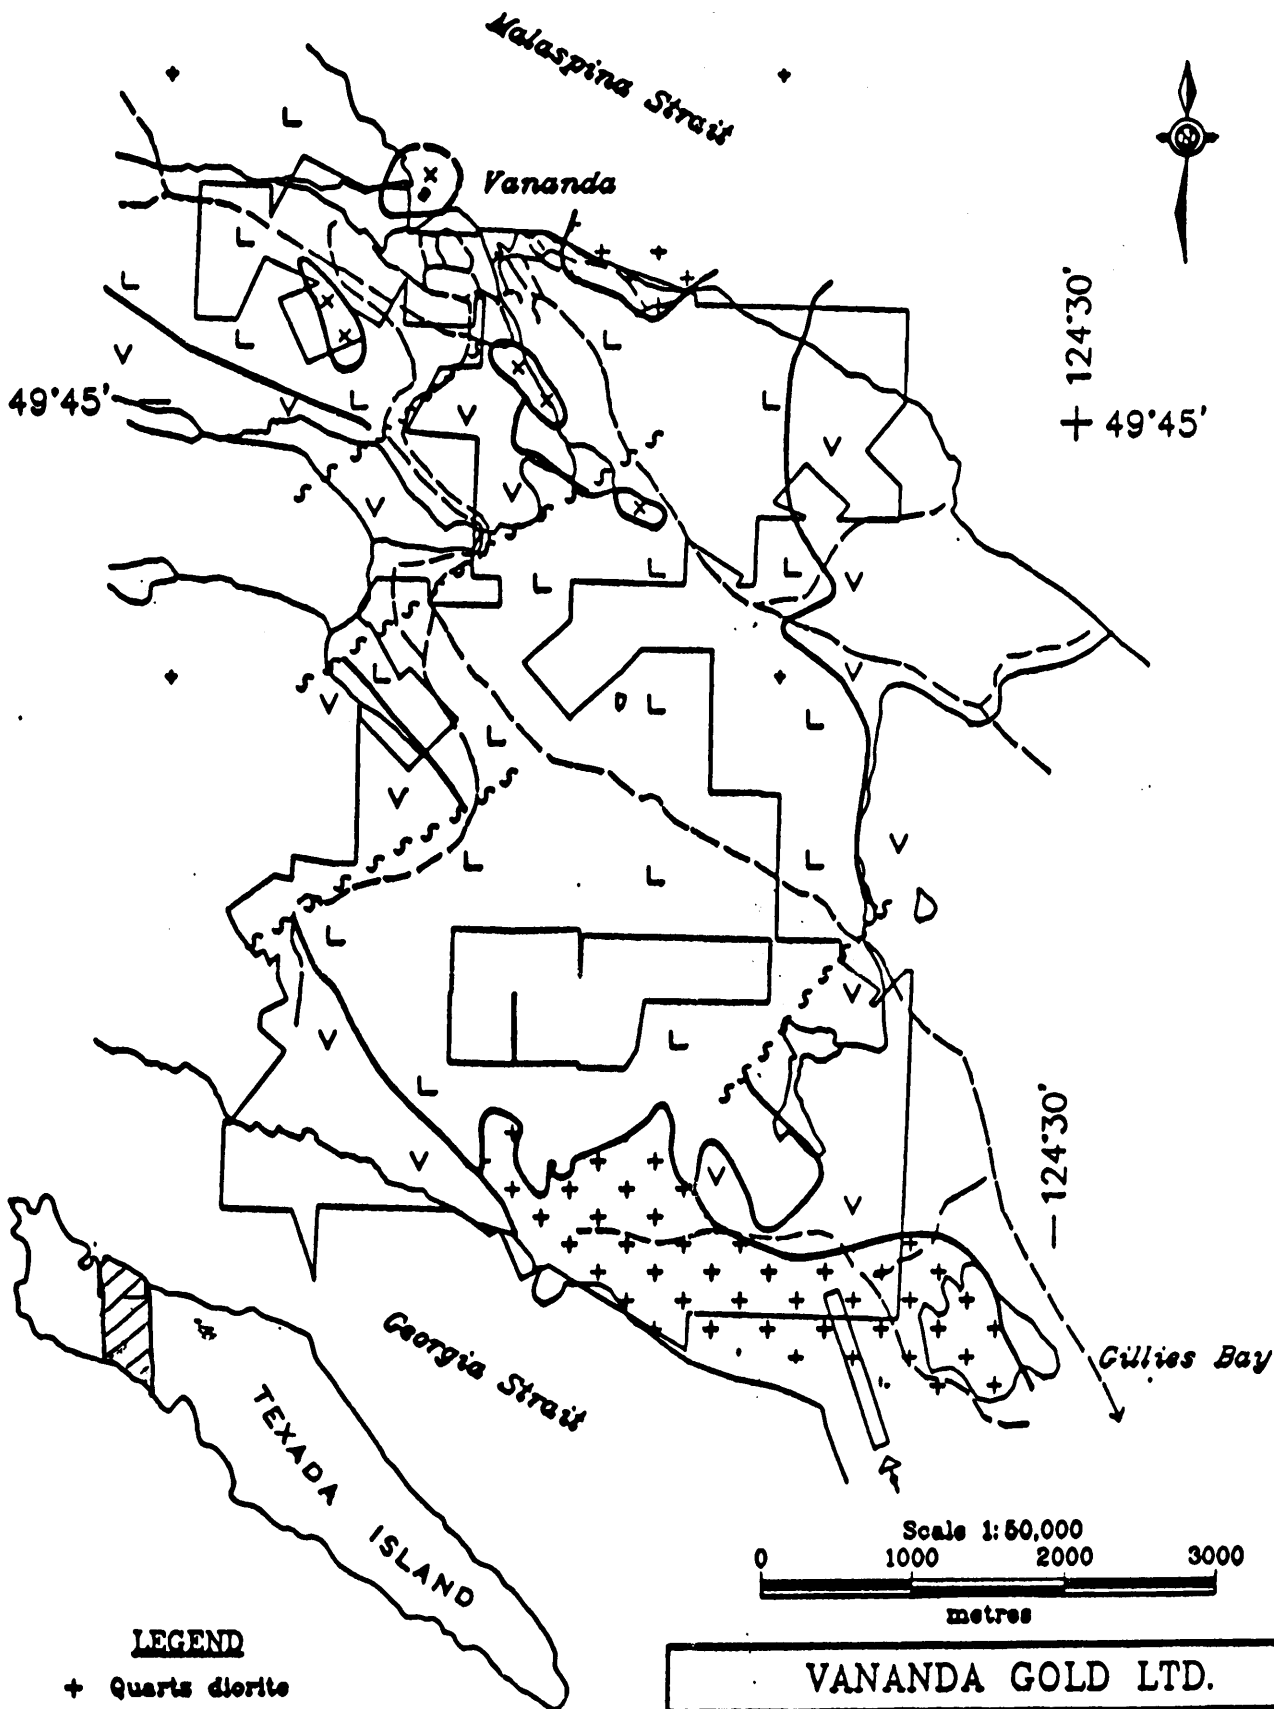 Malaspina Strait
Vananda
124°30'
49°45'
49°45'
124°30'
Georgia Strait
Gillies Bay
TEXADA ISLAND
Scale 1:50,000
0 1000 2000 3000
metres
LEGEND
+ Quartz diorite
VANANDA GOLD LTD.